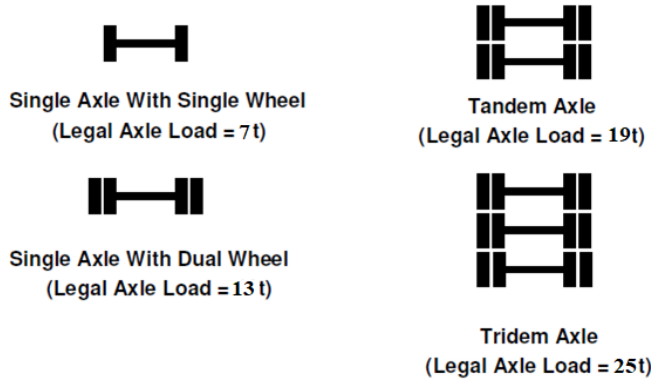 Single Axle With Single Wheel
(Legal Axle Load = 7t)
Tandem Axle
(Legal Axle Load = 19t)
Single Axle With Dual Wheel
(Legal Axle Load =13t)
Tridem Axle
(Legal Axle Load = 25t)